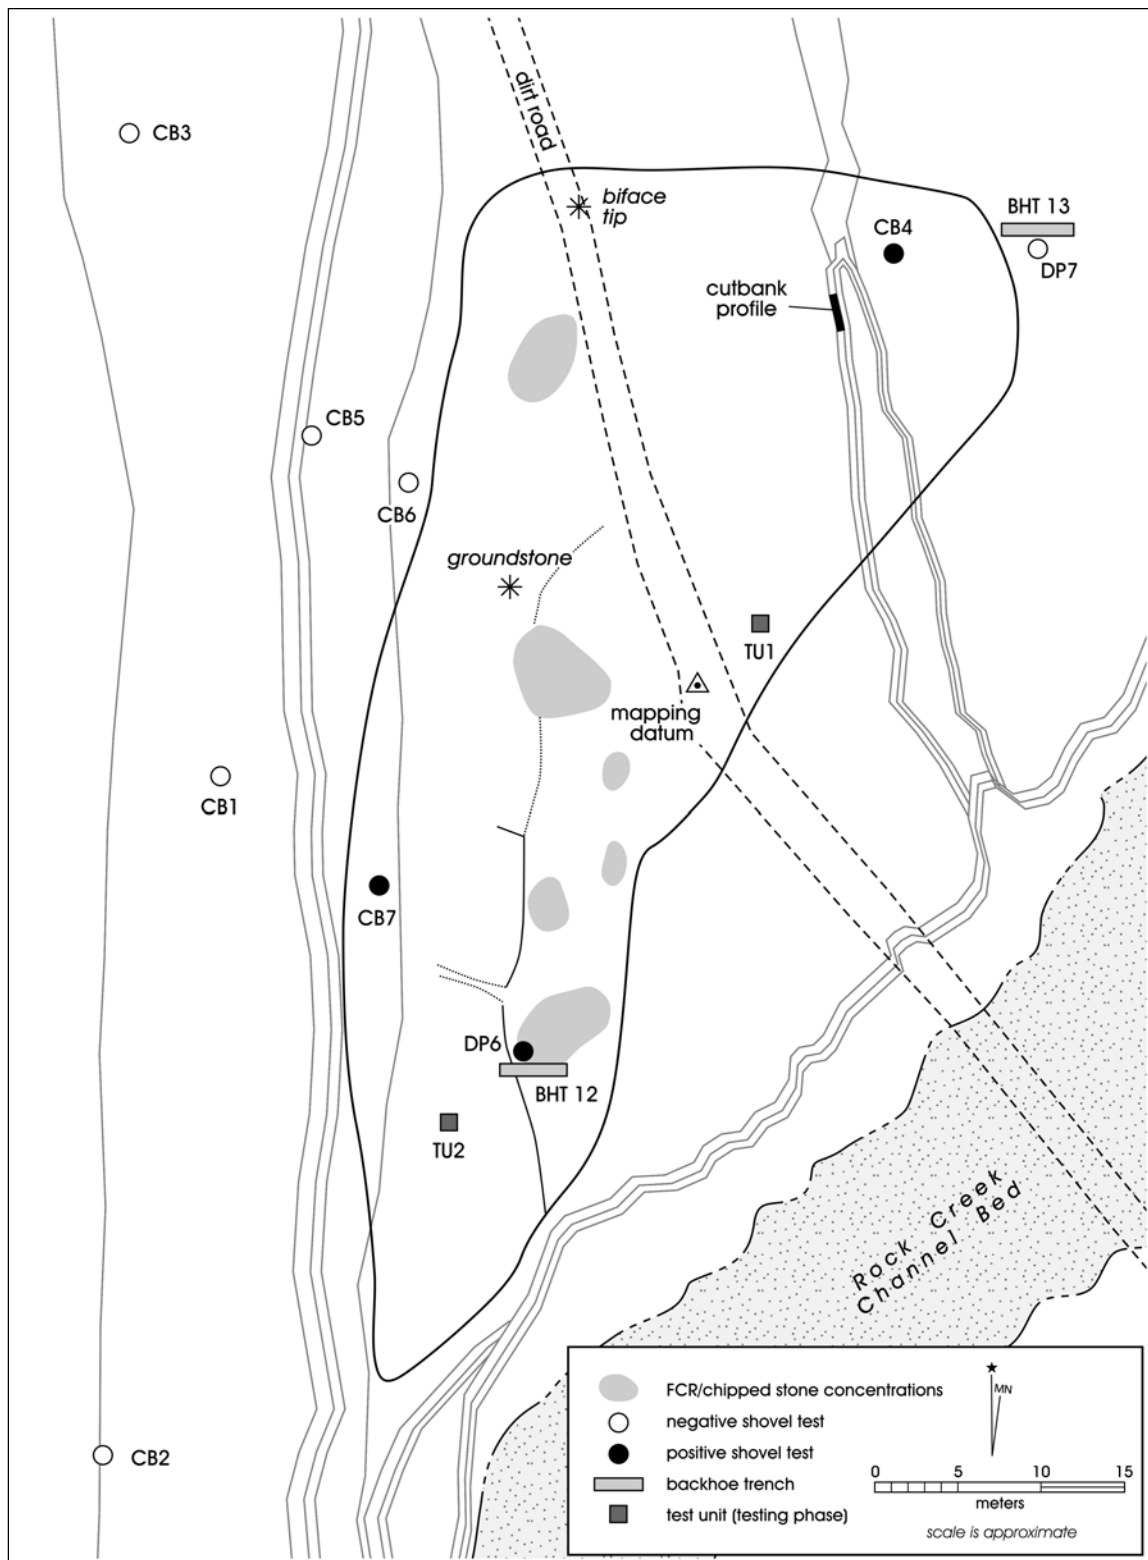 dirt road
CB3
biface
tip
BHT 13
CB4
DP7
cutbank
profile
CB5
CB6
groundstone
TU1
mapping
datum
CB1
CB7
DP6
BHT 12
TU2
Rock Creek
Channel Bed
CB2
FCR/chipped stone concentrations
negative shovel test
positive shovel test
backhoe trench
test unit (testing phase)
MN
0 5 10 15
meters
scale is approximate